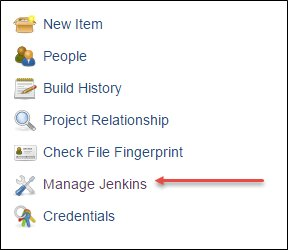 New Item
People
Build History
Project Relationship
Check File Fingerprint
Manage Jenkins
Credentials